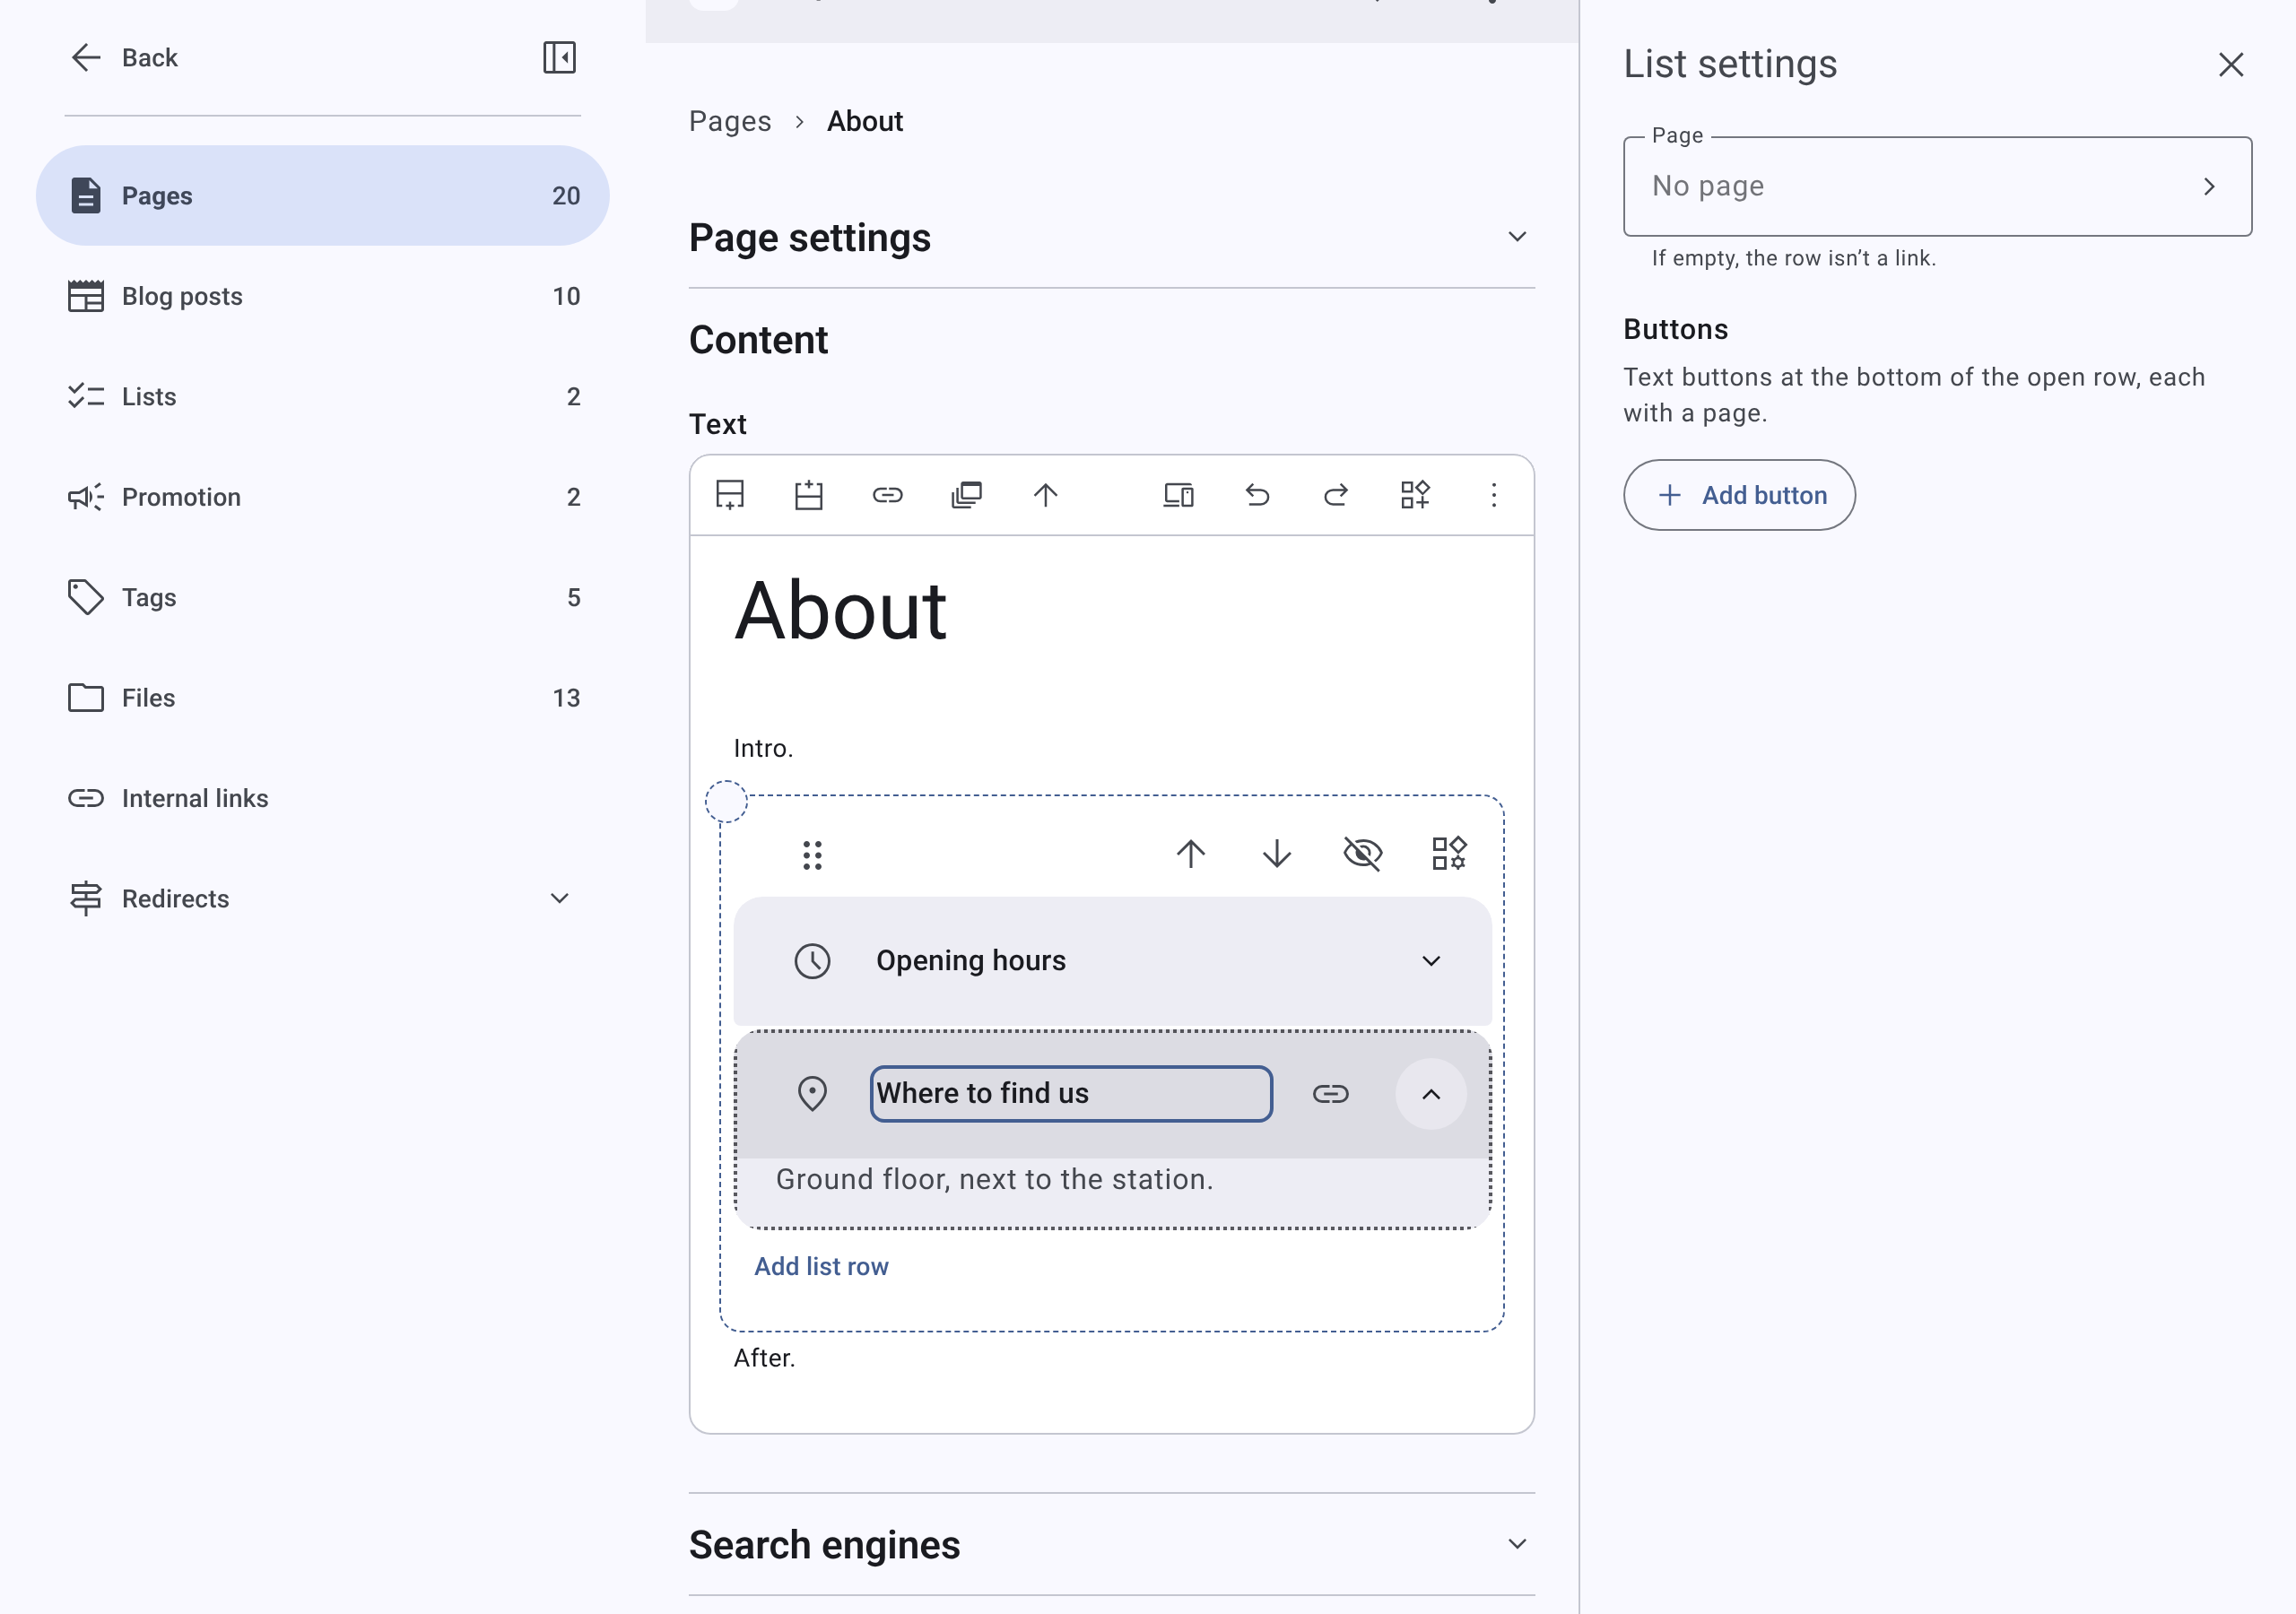 Back
Pages 20
Blog posts 10
Lists 2
Promotion 2
Tags 5
Files 13
Internal links
Redirects
Pages › About
Page settings
Content
Text
About
Intro.
Opening hours
Where to find us
Ground floor, next to the station.
Add list row
After.
Search engines
List settings
Page
No page
If empty, the row isn’t a link.
Buttons
Text buttons at the bottom of the open row, each
with a page.
Add button